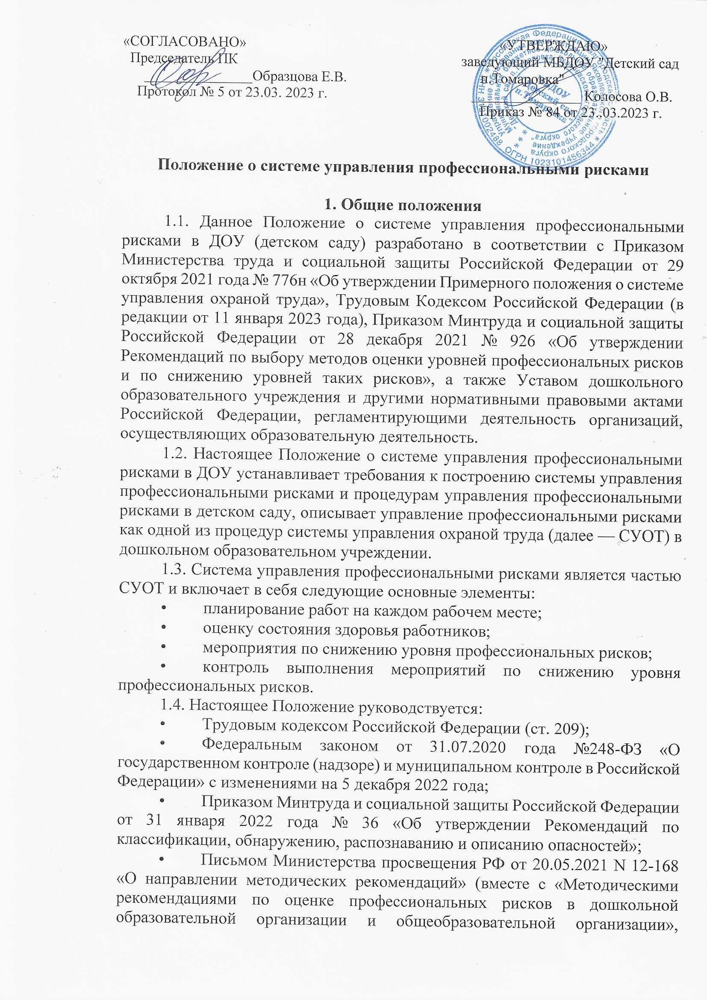 «СОГЛАСОВАНО»
Председатель ПК
Образцова Е.В.
Протокол № 5 от 23.03. 2023 г.
«УТВЕРЖДАЮ»
заведующий МБДОУ "Детский сад
п.Томаровка"
Колосова О.В.
Приказ № 84 от 23..03.2023 г.
ОГРН 1023101456344
Положение о системе управления профессиональными рисками
1. Общие положения
1.1. Данное Положение о системе управления профессиональными
рисками в ДОУ (детском саду) разработано в соответствии с Приказом
Министерства труда и социальной защиты Российской Федерации от 29
октября 2021 года № 776н «Об утверждении Примерного положения о системе
управления охраной труда», Трудовым Кодексом Российской Федерации (в
редакции от 11 января 2023 года), Приказом Минтруда и социальной защиты
Российской Федерации от 28 декабря 2021 № 926 «Об утверждении
Рекомендаций по выбору методов оценки уровней профессиональных рисков
и по снижению уровней таких рисков», а также Уставом дошкольного
образовательного учреждения и другими нормативными правовыми актами
Российской Федерации, регламентирующими деятельность организаций,
осуществляющих образовательную деятельность.
1.2. Настоящее Положение о системе управления профессиональными
рисками в ДОУ устанавливает требования к построению системы управления
профессиональными рисками и процедурам управления профессиональными
рисками в детском саду, описывает управление профессиональными рисками
как одной из процедур системы управления охраной труда (далее — СУОТ) в
дошкольном образовательном учреждении.
1.3. Система управления профессиональными рисками является частью
СУОТ и включает в себя следующие основные элементы:
• планирование работ на каждом рабочем месте;
• оценку состояния здоровья работников;
• мероприятия по снижению уровня профессиональных рисков;
• контроль выполнения мероприятий по снижению уровня
профессиональных рисков.
1.4. Настоящее Положение руководствуется:
• Трудовым кодексом Российской Федерации (ст. 209);
• Федеральным законом от 31.07.2020 года №248-ФЗ «О
государственном контроле (надзоре) и муниципальном контроле в Российской
Федерации» с изменениями на 5 декабря 2022 года;
• Приказом Минтруда и социальной защиты Российской Федерации
от 31 января 2022 года № 36 «Об утверждении Рекомендаций по
классификации, обнаружению, распознаванию и описанию опасностей»;
• Письмом Министерства просвещения РФ от 20.05.2021 N 12-168
«О направлении методических рекомендаций» (вместе с «Методическими
рекомендациями по оценке профессиональных рисков в дошкольной
образовательной организации и общеобразовательной организации»,